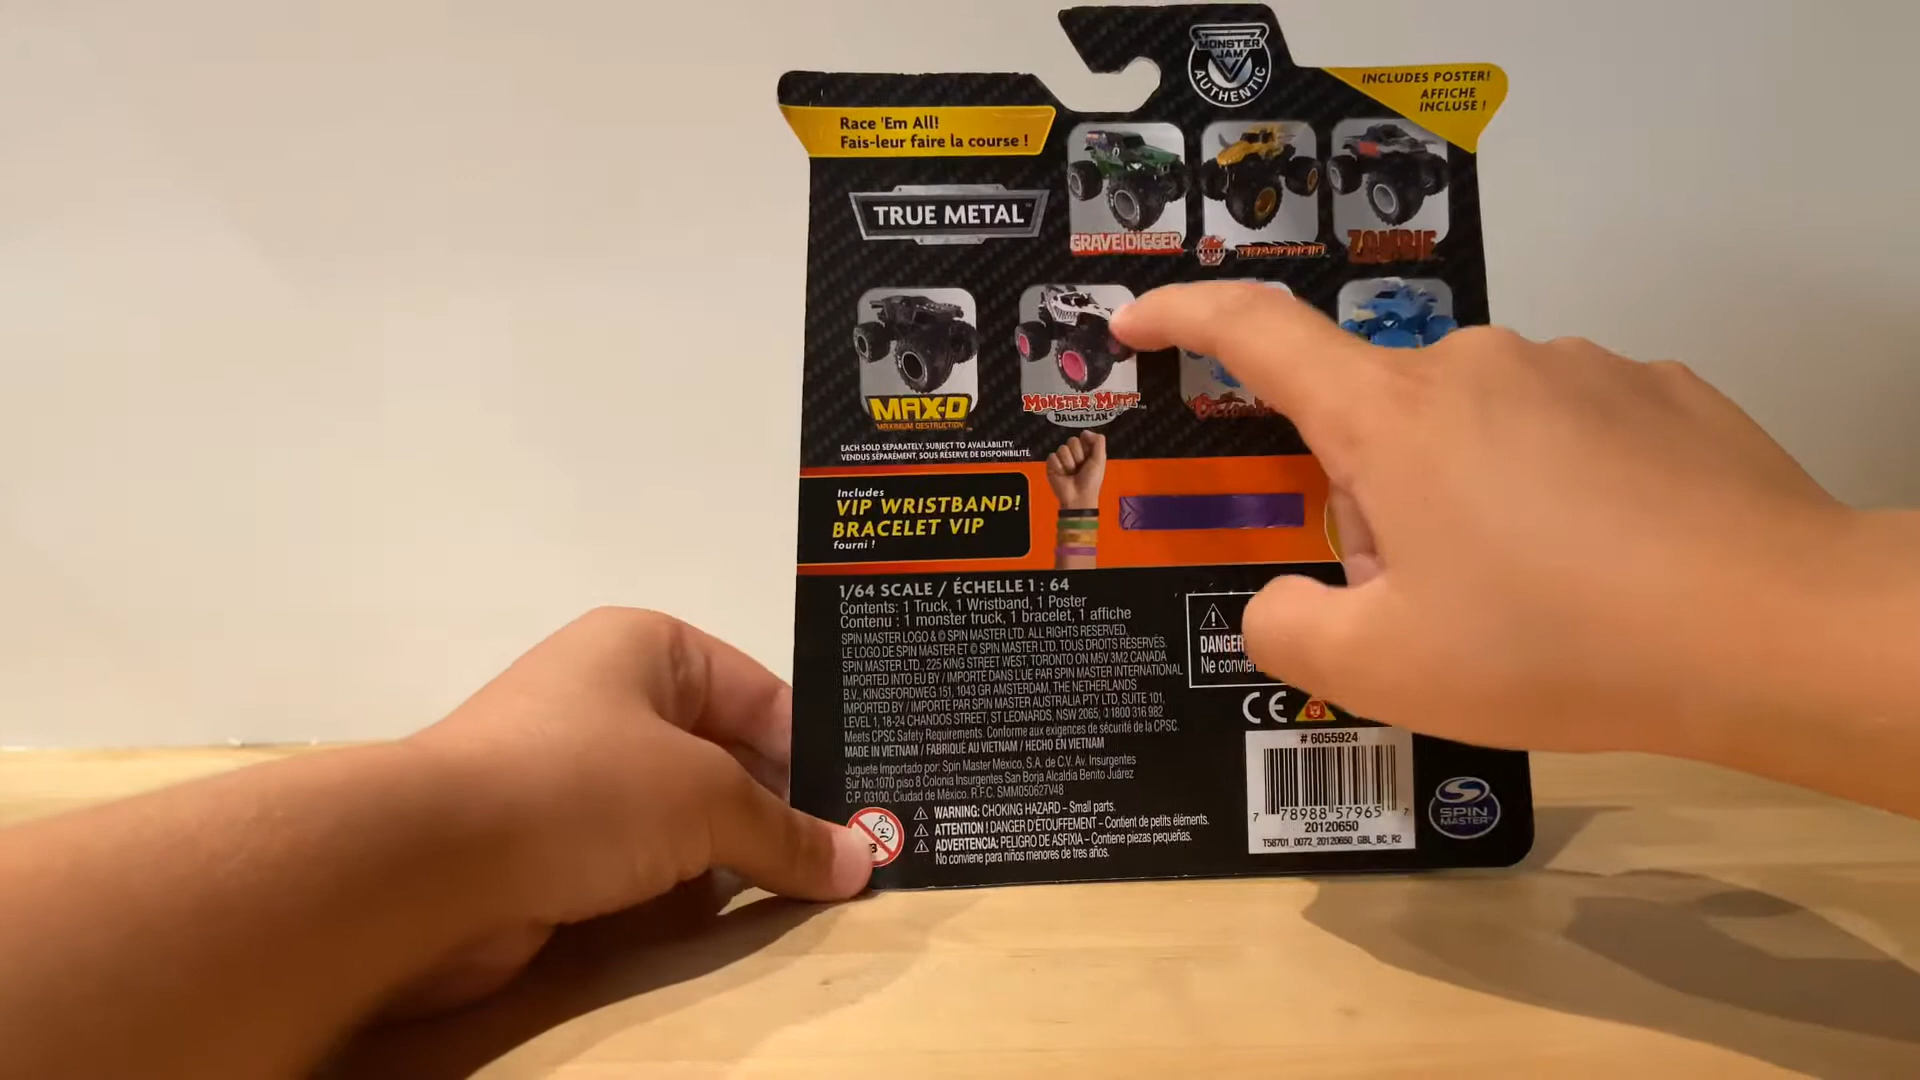 MONSTER
JAM
AUTHENTIC
INCLUDES POSTER!
AFFICHE
INCLUSE !
Race 'Em All!
Fais-leur faire la course !
TRUE METAL™
GRAVE DIGGER
DRAGONOID
ZOMBIE
MAX-D
MAXIMUM DESTRUCTION
MONSTER MUTT
DALMATIAN
EACH SOLD SEPARATELY, SUBJECT TO AVAILABILITY.
VENDUS SÉPARÉMENT, SOUS RÉSERVE DE DISPONIBILITÉ.
Includes
VIP WRISTBAND!
BRACELET VIP
fourni !
1/64 SCALE / ÉCHELLE 1 : 64
Contents: 1 Truck, 1 Wristband, 1 Poster
Contenu : 1 monster truck, 1 bracelet, 1 affiche
SPIN MASTER LOGO & © SPIN MASTER LTD. ALL RIGHTS RESERVED.
LE LOGO DE SPIN MASTER ET © SPIN MASTER LTD. TOUS DROITS RÉSERVÉS.
SPIN MASTER LTD., 225 KING STREET WEST, TORONTO ON M5V 3M2 CANADA
IMPORTED INTO EU BY / IMPORTÉ DANS L'UE PAR SPIN MASTER INTERNATIONAL
B.V., KINGSFORDWEG 151, 1043 GR AMSTERDAM, THE NETHERLANDS
IMPORTED BY / IMPORTÉ PAR SPIN MASTER AUSTRALIA PTY LTD, SUITE 101,
LEVEL 1, 18-24 CHANDOS STREET, ST LEONARDS, NSW 2065; 1800 316 982
Meets CPSC Safety Requirements. Conforme aux exigences de sécurité de la CPSC.
MADE IN VIETNAM / FABRIQUÉ AU VIETNAM / HECHO EN VIETNAM
Juguete Importado por: Spin Master México, S.A. de C.V. Av. Insurgentes
Sur No.1070 piso 8 Colonia Insurgentes San Borja Alcaldía Benito Juárez
C.P. 03100, Ciudad de México. R.F.C. SMM050627V48
WARNING: CHOKING HAZARD – Small parts.
ATTENTION ! DANGER D'ÉTOUFFEMENT – Contient de petits éléments.
ADVERTENCIA: PELIGRO DE ASFIXIA – Contiene piezas pequeñas.
No conviene para niños menores de tres años.
DANGER
Ne convie
CE
# 6055924
7 78988 57965 7
20120650
T58701_0072_20120650_GBL_BC_R2
SPIN
MASTER™